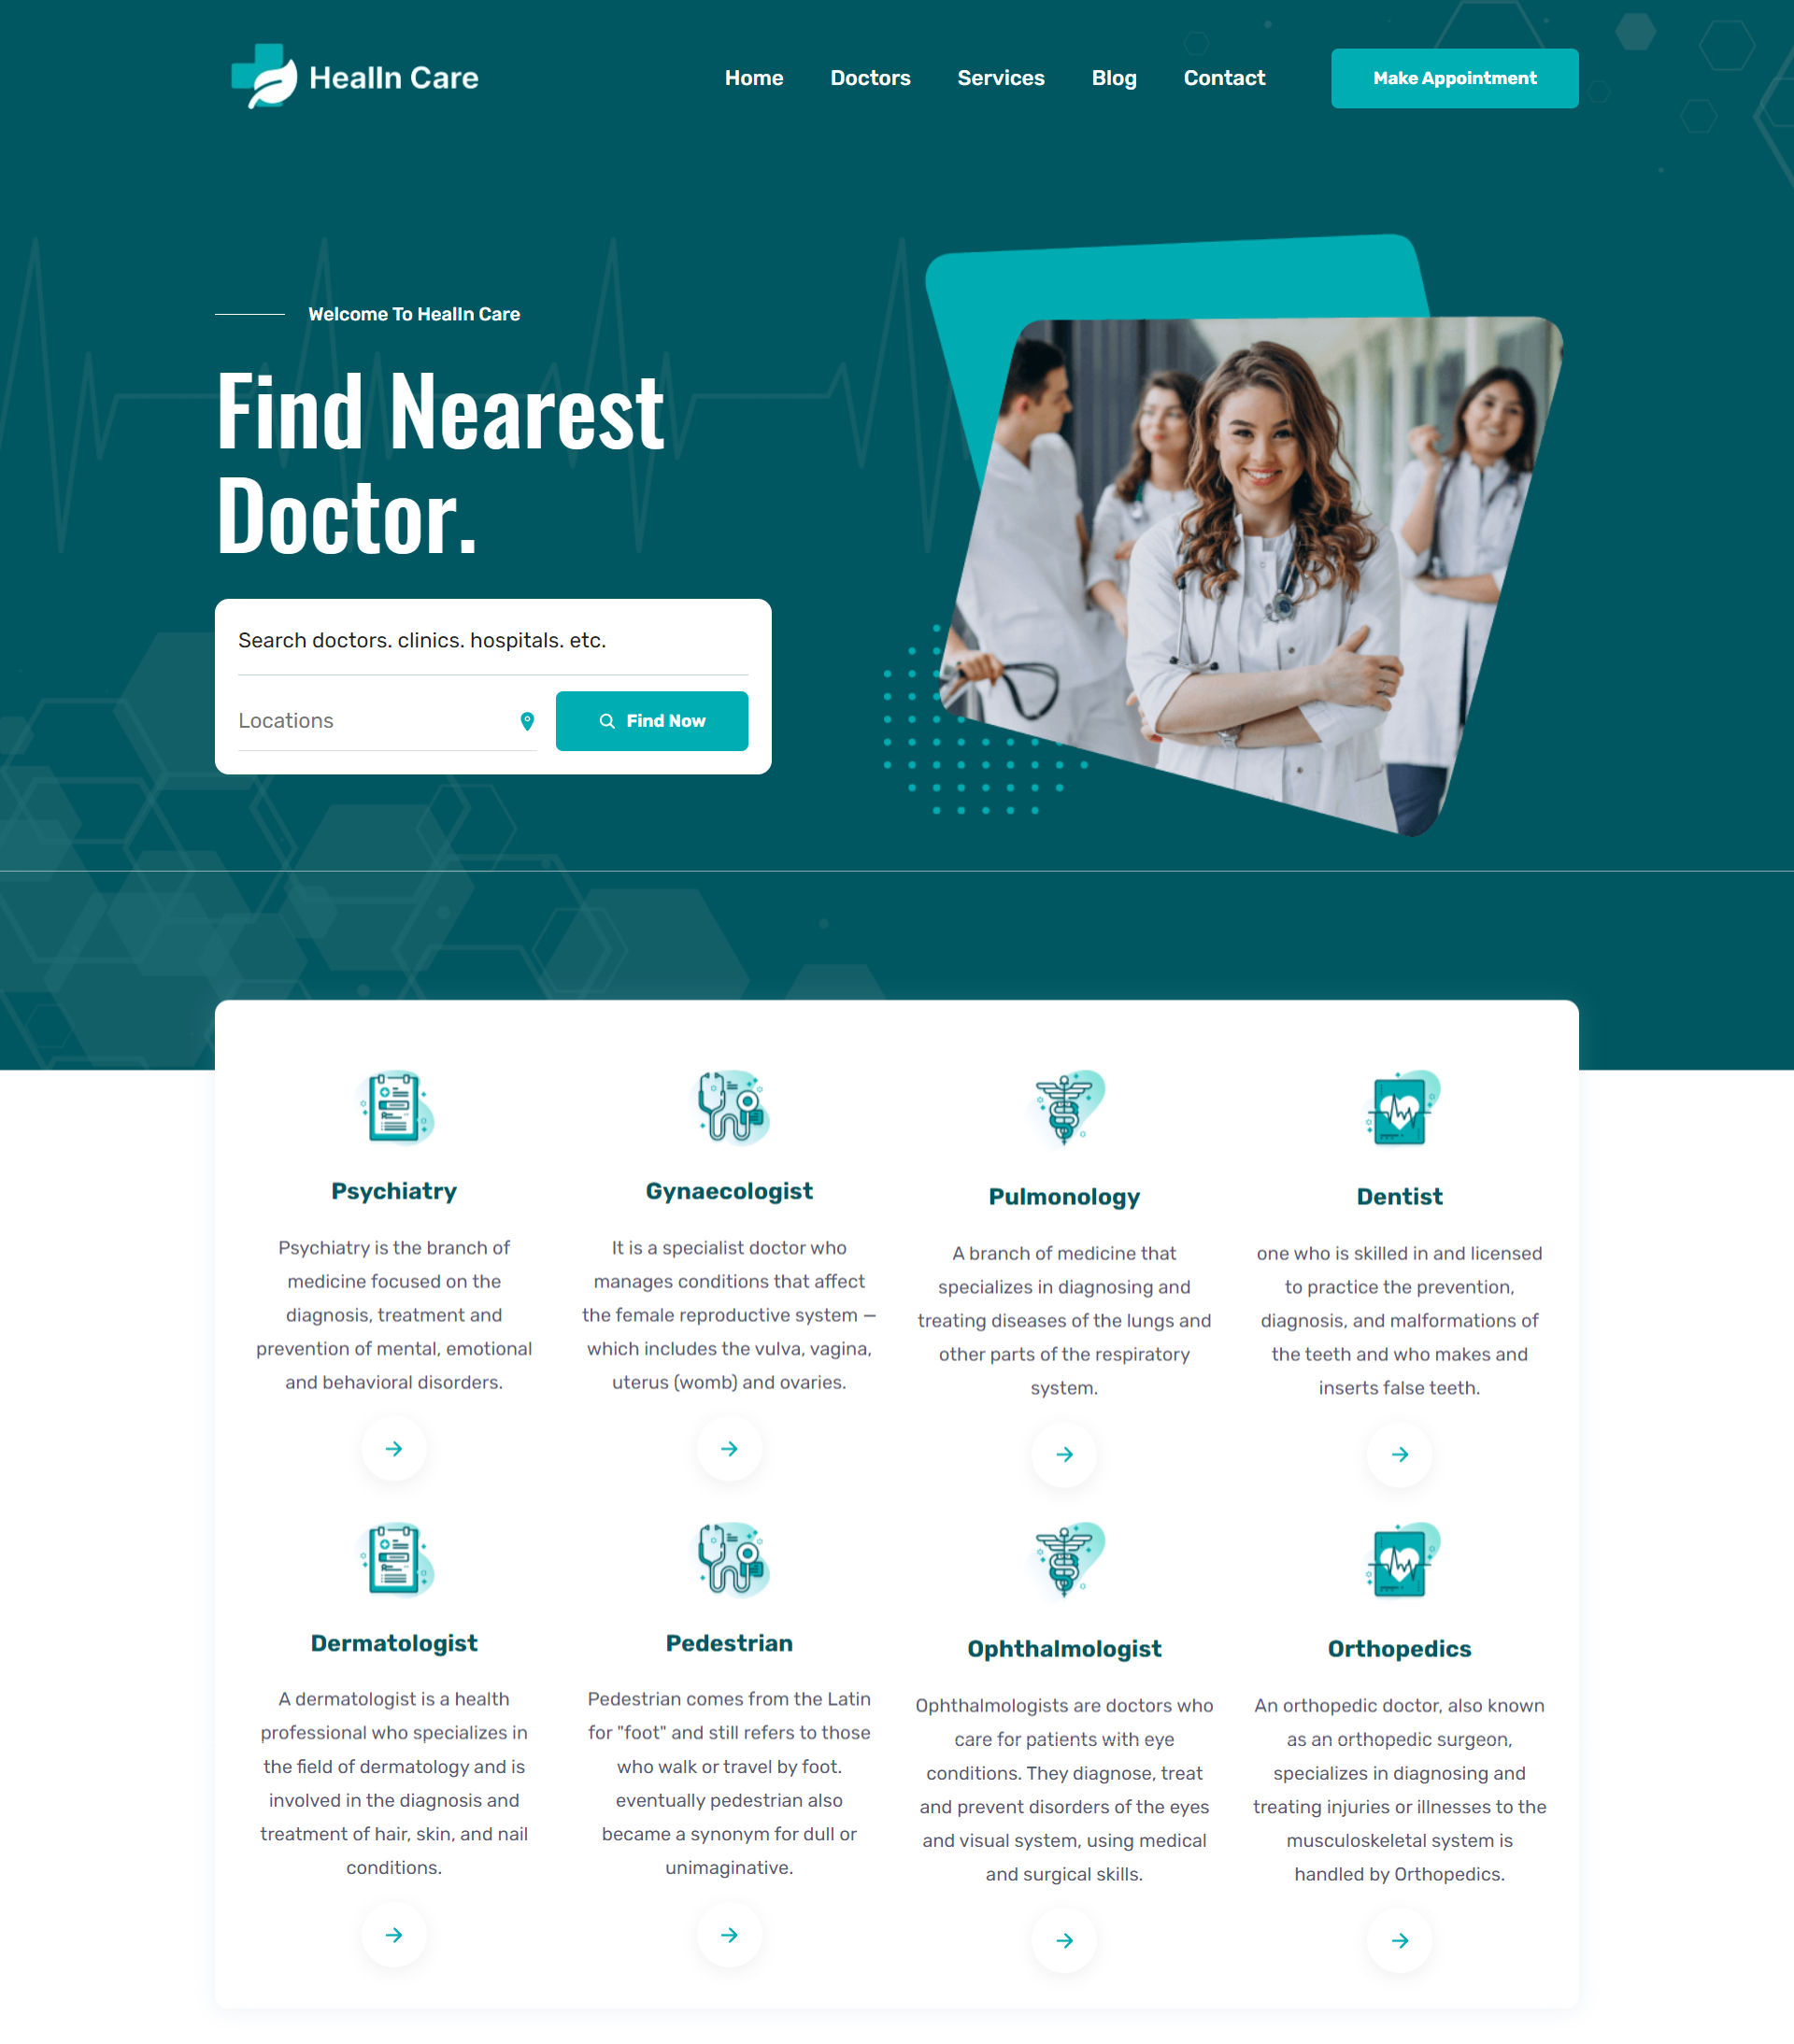 HealIn Care
Home
Doctors
Services
Blog
Contact
Make Appointment
Welcome To HealIn Care
Find Nearest
Doctor.
Search doctors. clinics. hospitals. etc.
Locations
Find Now
Psychiatry
Psychiatry is the branch of
medicine focused on the
diagnosis, treatment and
prevention of mental, emotional
and behavioral disorders.
Gynaecologist
It is a specialist doctor who
manages conditions that affect
the female reproductive system —
which includes the vulva, vagina,
uterus (womb) and ovaries.
Pulmonology
A branch of medicine that
specializes in diagnosing and
treating diseases of the lungs and
other parts of the respiratory
system.
Dentist
one who is skilled in and licensed
to practice the prevention,
diagnosis, and malformations of
the teeth and who makes and
inserts false teeth.
Dermatologist
A dermatologist is a health
professional who specializes in
the field of dermatology and is
involved in the diagnosis and
treatment of hair, skin, and nail
conditions.
Pedestrian
Pedestrian comes from the Latin
for "foot" and still refers to those
who walk or travel by foot.
eventually pedestrian also
became a synonym for dull or
unimaginative.
Ophthalmologist
Ophthalmologists are doctors who
care for patients with eye
conditions. They diagnose, treat
and prevent disorders of the eyes
and visual system, using medical
and surgical skills.
Orthopedics
An orthopedic doctor, also known
as an orthopedic surgeon,
specializes in diagnosing and
treating injuries or illnesses to the
musculoskeletal system is
handled by Orthopedics.